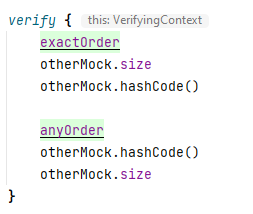 verify { this: VerifyingContext
exactOrder
otherMock.size
otherMock.hashCode()
anyOrder
otherMock.hashCode()
otherMock.size
}